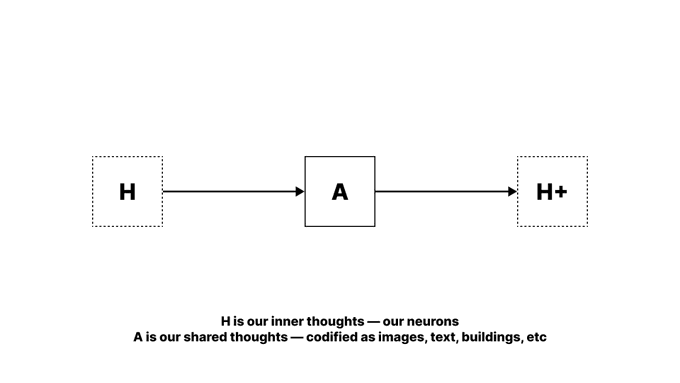 H A H+
H is our inner thoughts — our neurons
A is our shared thoughts — codified as images, text, buildings, etc